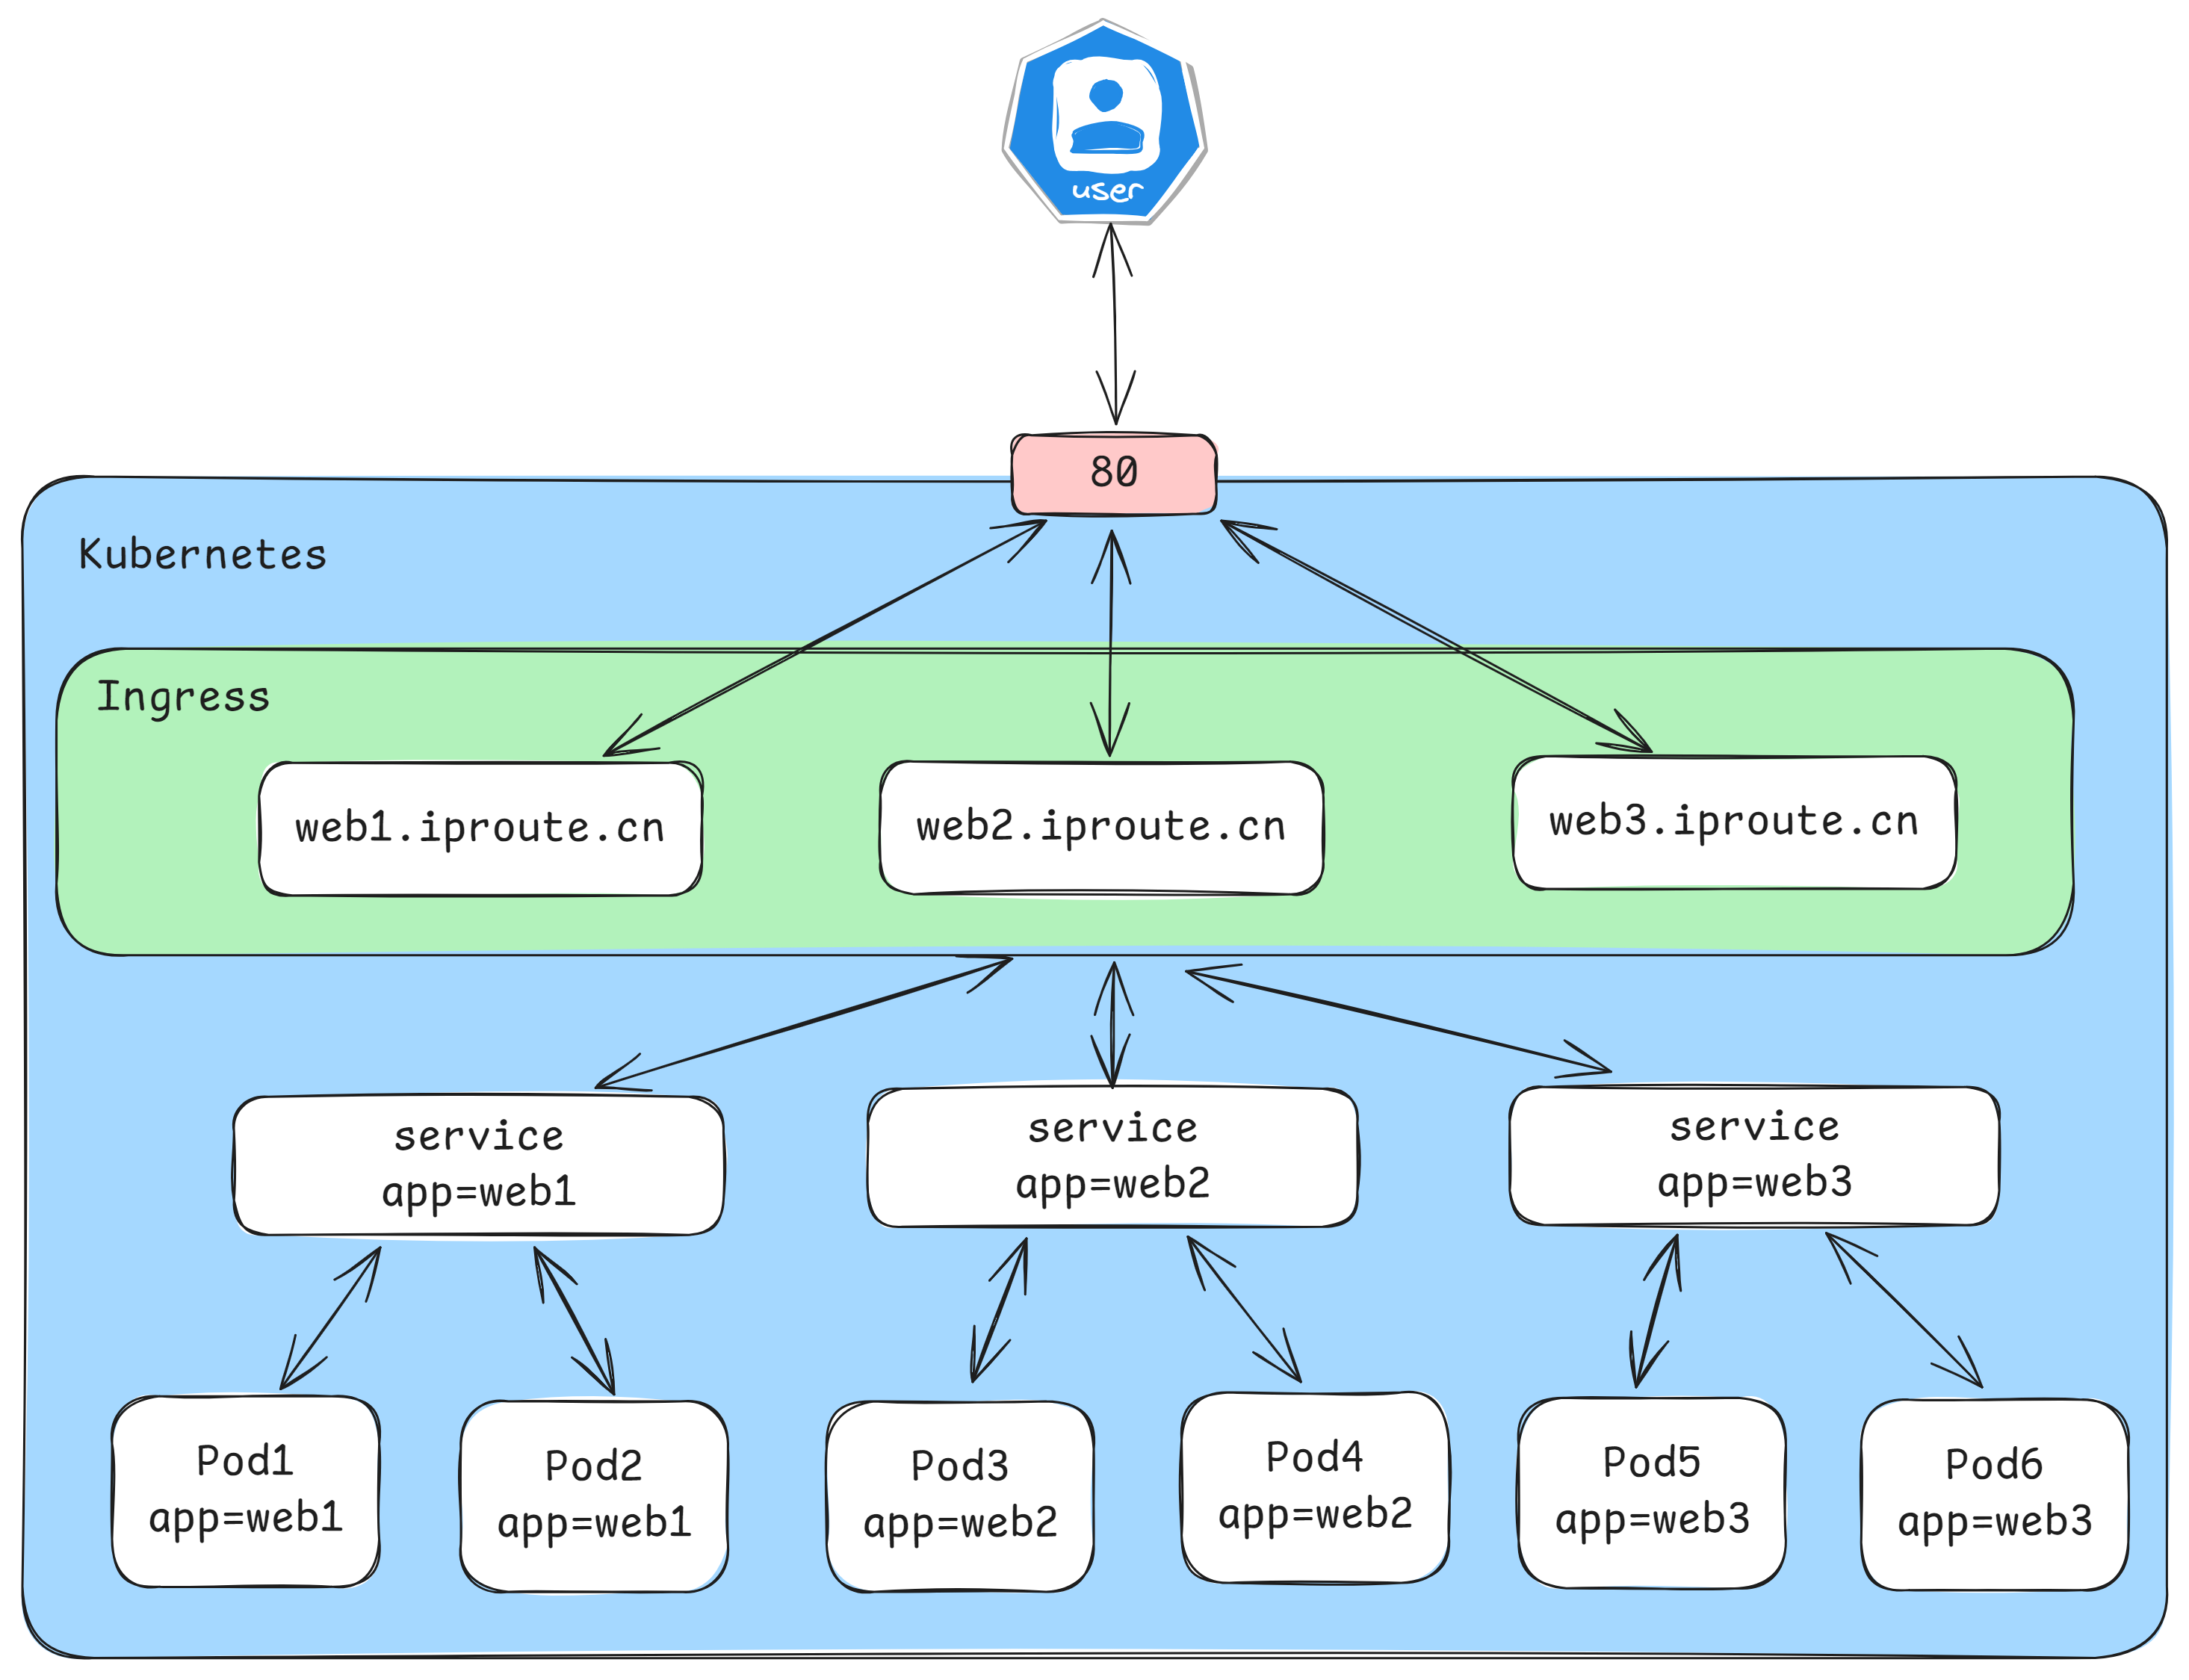 user
80
Kubernetes
Ingress
web1.iproute.cn
web2.iproute.cn
web3.iproute.cn
service
app=web1
service
app=web2
service
app=web3
Pod1
app=web1
Pod2
app=web1
Pod3
app=web2
Pod4
app=web2
Pod5
app=web3
Pod6
app=web3